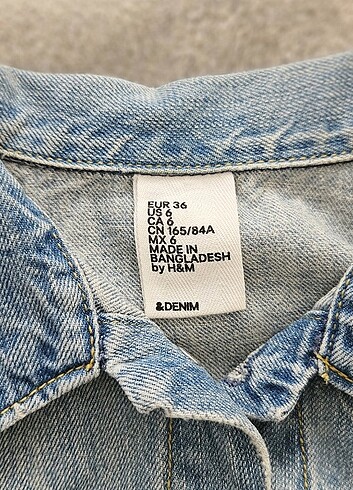 EUR 36
US 6
CA 6
CN 165/84A
MX 6
MADE IN
BANGLADESH
by H&M
&DENIM